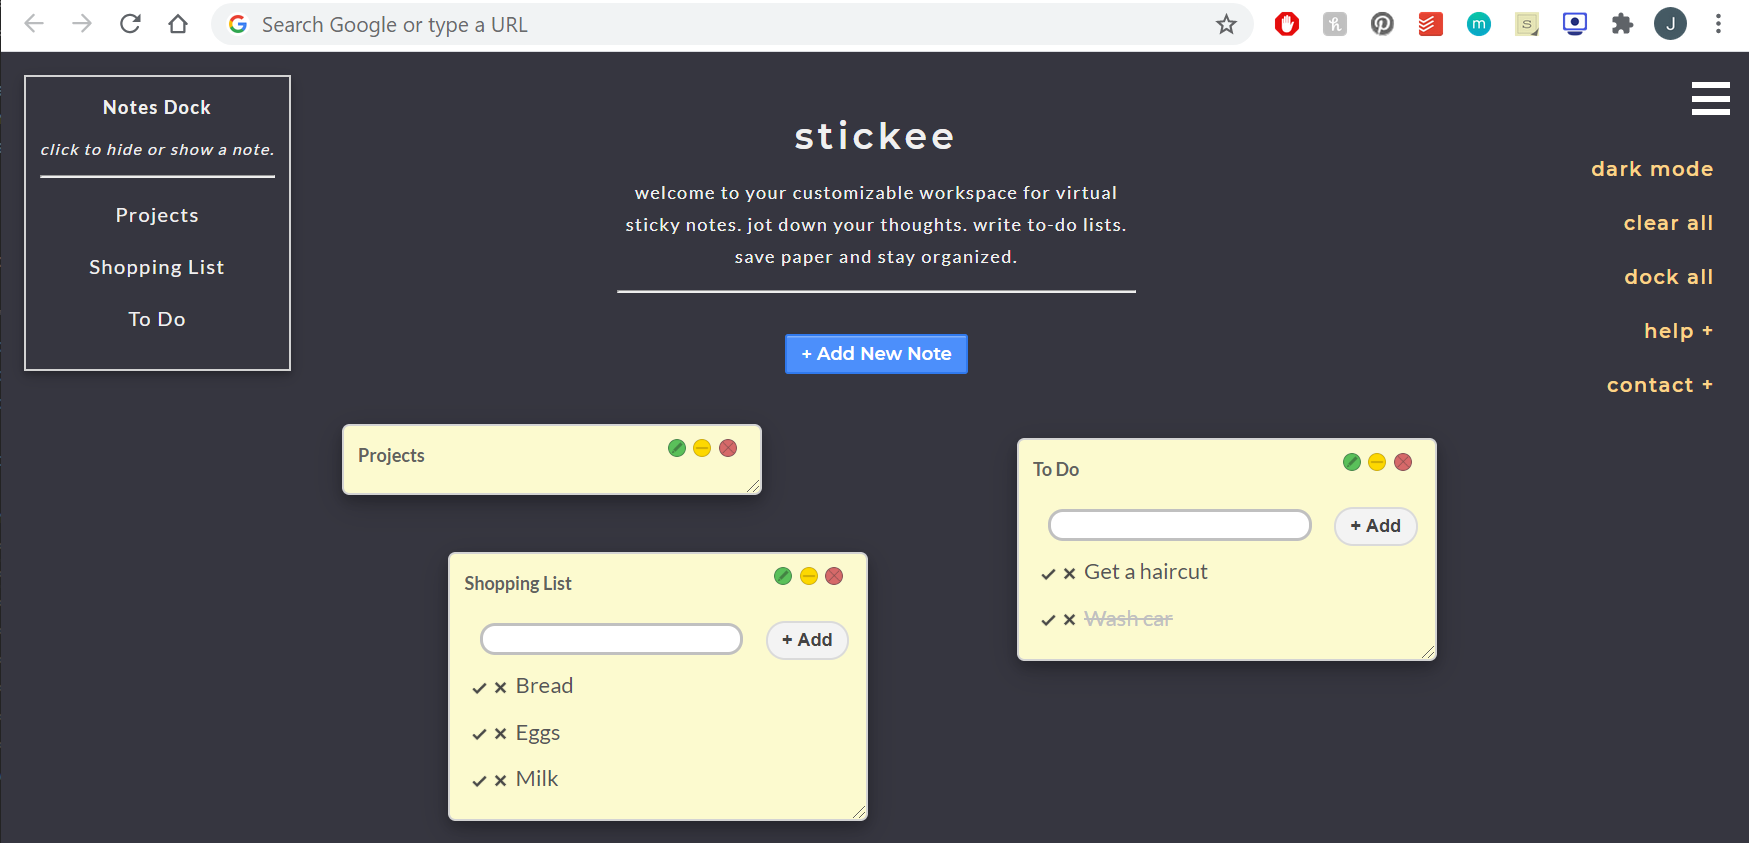 Search Google or type a URL
J
Notes Dock
click to hide or show a note.
Projects
Shopping List
To Do
stickee
welcome to your customizable workspace for virtual
sticky notes. jot down your thoughts. write to-do lists.
save paper and stay organized.
+ Add New Note
dark mode
clear all
dock all
help +
contact +
Projects
Shopping List
+ Add
Bread
Eggs
Milk
To Do
+ Add
Get a haircut
Wash car